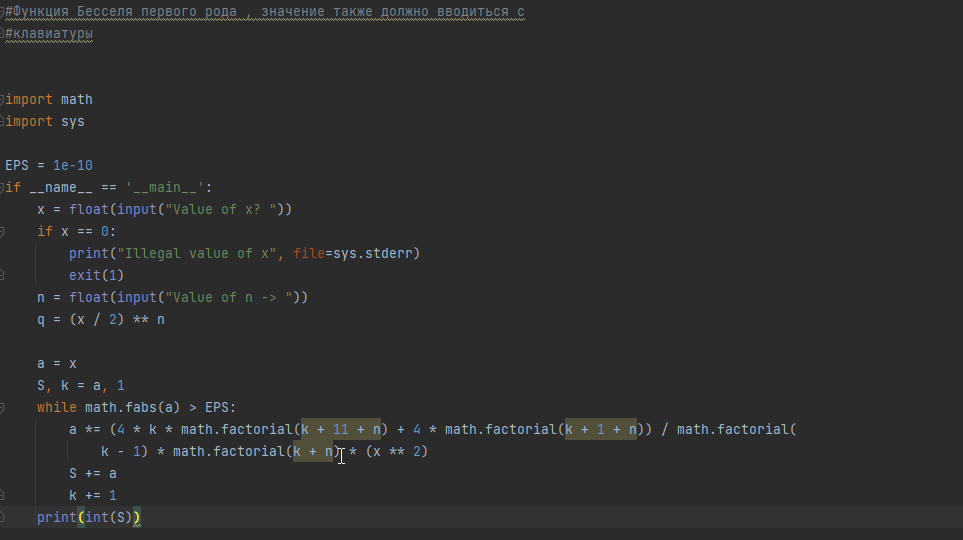 #Функция Бесселя первого рода , значение также должно вводиться с
#клавиатуры
import math
import sys
EPS = 1e-10
if __name__ == '__main__':
    x = float(input("Value of x? "))
    if x == 0:
        print("Illegal value of x", file=sys.stderr)
        exit(1)
    n = float(input("Value of n -> "))
    q = (x / 2) ** n
    a = x
    S, k = a, 1
    while math.fabs(a) > EPS:
        a *= (4 * k * math.factorial(k + 11 + n) + 4 * math.factorial(k + 1 + n)) / math.factorial(
            k - 1) * math.factorial(k + n) * (x ** 2)
        S += a
        k += 1
    print(int(S))